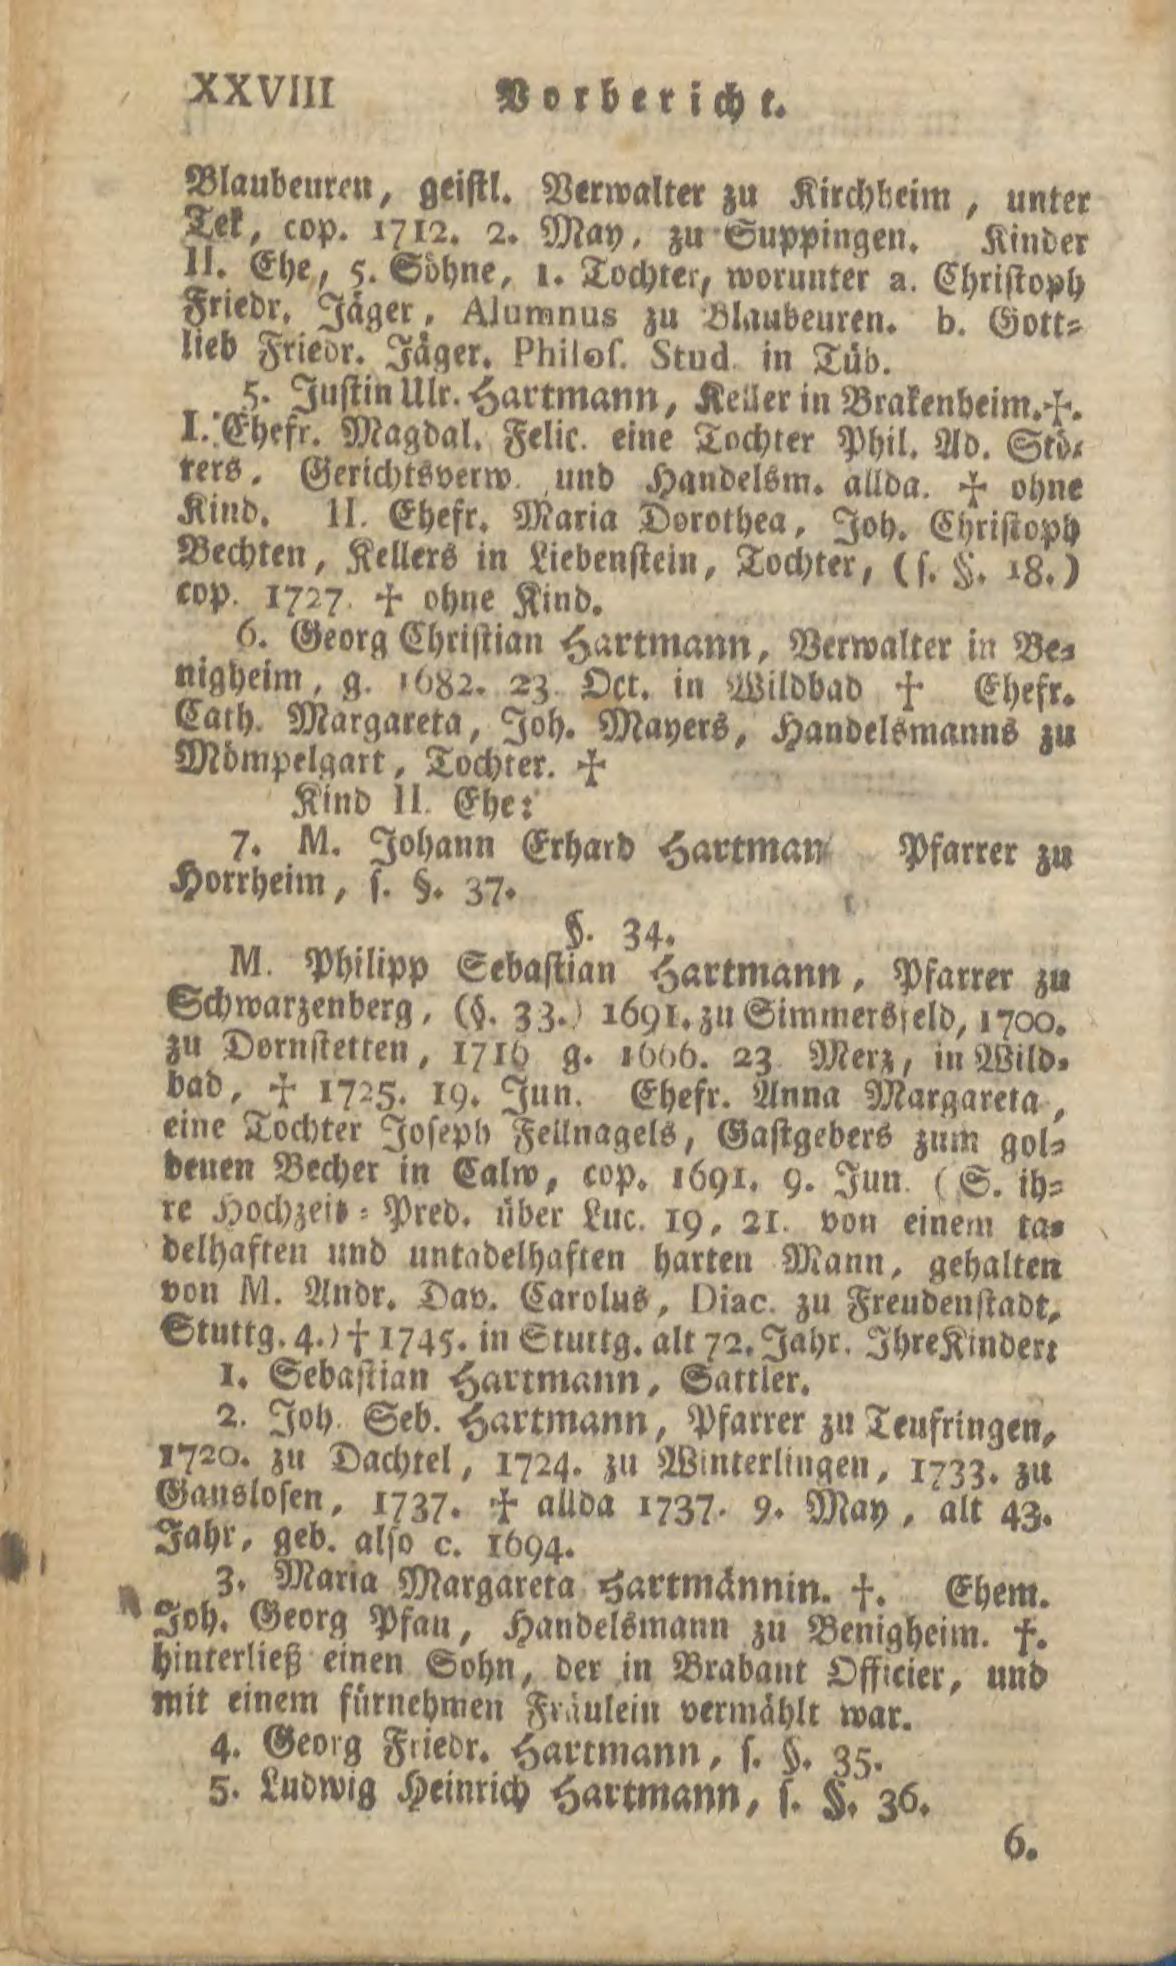 XXVIII Vorbericht.
Blaubeuren, geistl. Verwalter zu Kirchheim, unter
Tek, cop. 1712. 2. May, zu Suppingen. Kinder
II. Ehe, 5. Söhne, 1. Tochter, worunter a. Christoph
Friedr. Jäger, Alumnus zu Blaubeuren. b. Gott-
lieb Friedr. Jäger. Philos. Stud. in Tüb.
5. Justin Ulr. Hartmann, Keller in Brakenheim. †.
I. Ehefr. Magdal. Felic. eine Tochter Phil. Ad. Stö-
rers, Gerichtsverw. und Handelsm. allda. † ohne
Kind. II. Ehefr. Maria Dorothea, Joh. Christoph
Bechten, Kellers in Liebenstein, Tochter, (s. §. 18.)
cop. 1727. † ohne Kind.
6. Georg Christian Hartmann, Verwalter in Be-
nigheim, g. 1682. 23. Oct. in Wildbad † Ehefr.
Cath. Margareta, Joh. Mayers, Handelsmanns zu
Mömpelgart, Tochter. †
Kind II. Ehe:
7. M. Johann Erhard Hartman Pfarrer zu
Horrheim, s. §. 37.
§. 34.
M. Philipp Sebastian Hartmann, Pfarrer zu
Schwarzenberg, (§. 33.) 1691. zu Simmersfeld, 1700.
zu Dornstetten, 1716 g. 1666. 23. Merz, in Wild-
bad, † 1725. 19. Jun. Ehefr. Anna Margareta,
eine Tochter Joseph Fellnagels, Gastgebers zum gol-
denen Becher in Calw, cop. 1691. 9. Jun. (S. ih-
re Hochzeit-Pred. über Luc. 19, 21. von einem ta-
delhaften und untadelhaften harten Mann, gehalten
von M. Andr. Dav. Carolus, Diac. zu Freudenstadt,
Stuttg. 4.) † 1745. in Stuttg. alt 72. Jahr. Ihre Kinder:
1. Sebastian Hartmann, Sattler.
2. Joh. Seb. Hartmann, Pfarrer zu Teufringen,
1720. zu Dachtel, 1724. zu Winterlingen, 1733. zu
Ganslosen, 1737. † allda 1737. 9. May, alt 43.
Jahr, geb. also c. 1694.
3. Maria Margareta Hartmännin. †. Ehem.
Joh. Georg Pfau, Handelsmann zu Benigheim. †.
hinterließ einen Sohn, der in Brabant Officier, und
mit einem fürnehmen Fräulein vermählt war.
4. Georg Friedr. Hartmann, s. §. 35.
5. Ludwig Heinrich Hartmann, s. §. 36.
6.